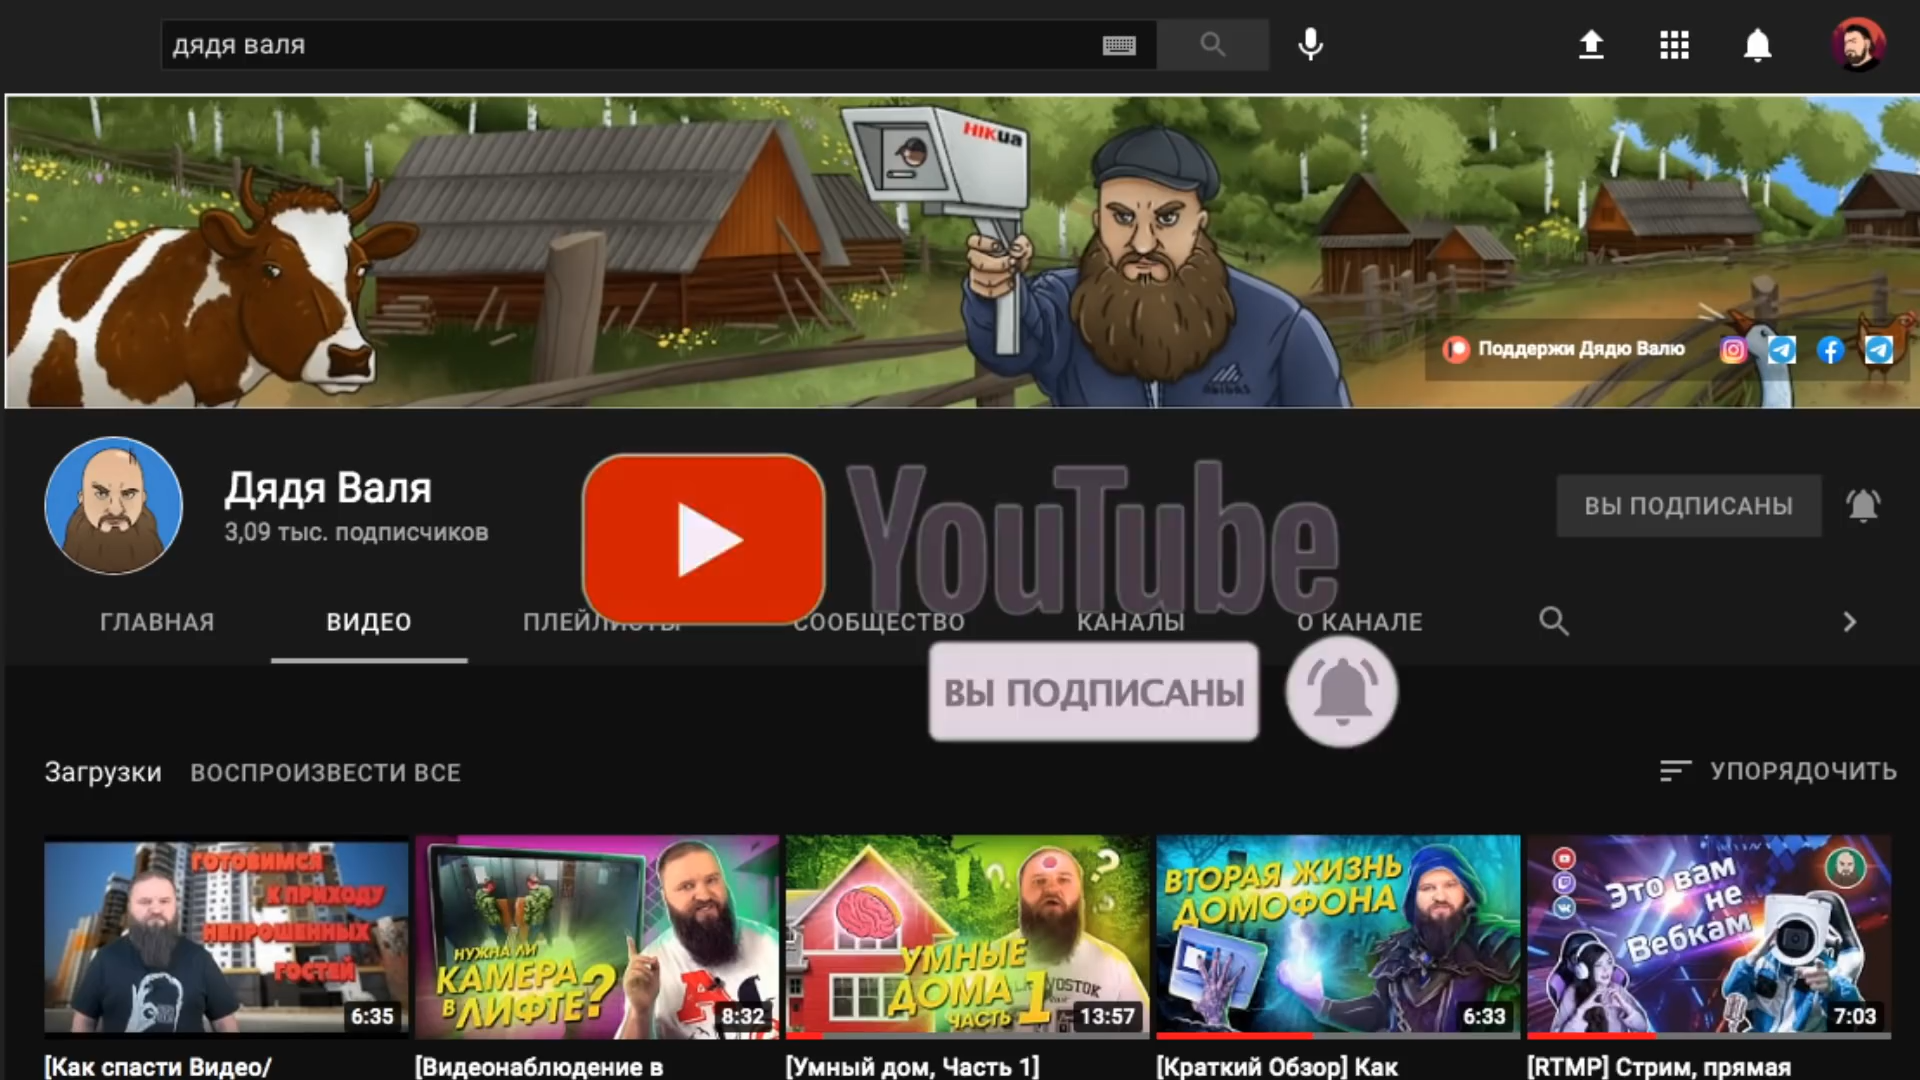 дядя валя
HIKua
Поддержи Дядю Валю
Дядя Валя
3,09 тыс. подписчиков
YouTube
ВЫ ПОДПИСАНЫ
ГЛАВНАЯ
ВИДЕО
ПЛЕЙЛИСТЫ
СООБЩЕСТВО
КАНАЛЫ
О КАНАЛЕ
ВЫ ПОДПИСАНЫ
Загрузки
ВОСПРОИЗВЕСТИ ВСЕ
УПОРЯДОЧИТЬ
ГОТОВИМСЯ
К ПРИХОДУ
НЕПРОШЕННЫХ
ГОСТЕЙ
6:35
НУЖНА ЛИ
КАМЕРА
В ЛИФТЕ?
8:32
УМНЫЕ
ДОМА 1
ЧАСТЬ
13:57
ВТОРАЯ ЖИЗНЬ
ДОМОФОНА
6:33
Это вам
не
Вебкам
7:03
[Как спасти Видео/
[Видеонаблюдение в
[Умный дом, Часть 1]
[Краткий Обзор] Как
[RTMP] Стрим, прямая